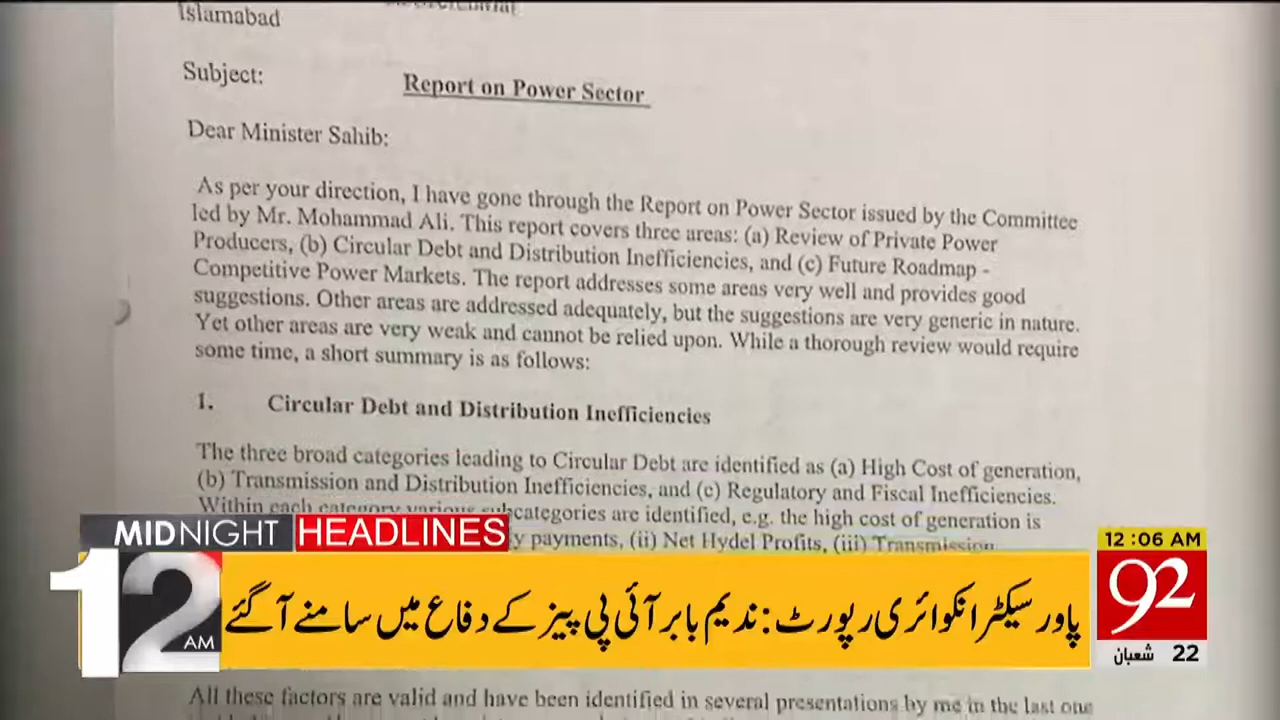 Islamabad
Subject: Report on Power Sector
Dear Minister Sahib:
As per your direction, I have gone through the Report on Power Sector issued by the Committee
led by Mr. Mohammad Ali. This report covers three areas: (a) Review of Private Power
Producers, (b) Circular Debt and Distribution Inefficiencies, and (c) Future Roadmap -
Competitive Power Markets. The report addresses some areas very well and provides good
suggestions. Other areas are addressed adequately, but the suggestions are very generic in nature.
Yet other areas are very weak and cannot be relied upon. While a thorough review would require
some time, a short summary is as follows:
1. Circular Debt and Distribution Inefficiencies
The three broad categories leading to Circular Debt are identified as (a) High Cost of generation,
(b) Transmission and Distribution Inefficiencies, and (c) Regulatory and Fiscal Inefficiencies.
Within each category various subcategories are identified, e.g. the high cost of generation is
payments, (ii) Net Hydel Profits, (iii) Transmission
MIDNIGHT HEADLINES
12 AM
پاور سیکٹر انکوائری رپورٹ: ندیم بابر آئی پی پیز کے دفاع میں سامنے آ گئے
12 :06 AM
92
22 شعبان
All these factors are valid and have been identified in several presentations by me in the last one